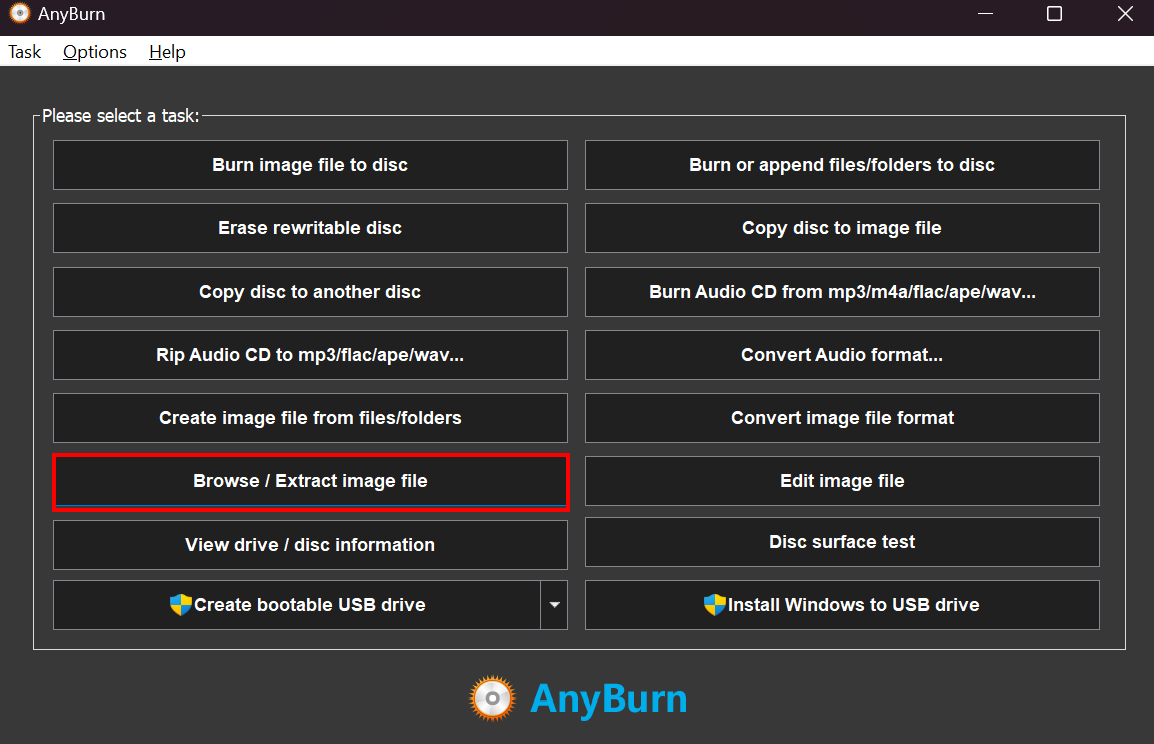 AnyBurn
Task Options Help
Please select a task:
Burn image file to disc
Burn or append files/folders to disc
Erase rewritable disc
Copy disc to image file
Copy disc to another disc
Burn Audio CD from mp3/m4a/flac/ape/wav...
Rip Audio CD to mp3/flac/ape/wav...
Convert Audio format...
Create image file from files/folders
Convert image file format
Browse / Extract image file
Edit image file
View drive / disc information
Disc surface test
Create bootable USB drive
Install Windows to USB drive
AnyBurn